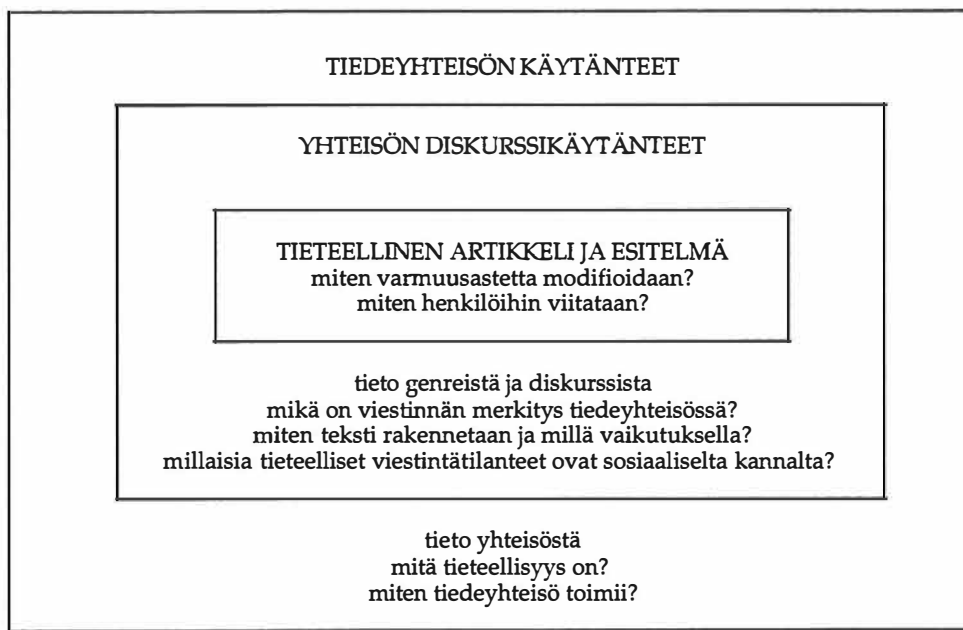 TIEDEYHTEISÖN KÄYTÄNTEET
YHTEISÖN DISKURSSIKÄYTÄNTEET
TIETEELLINEN ARTIKKELI JA ESITELMÄ
miten varmuusastetta modifioidaan?
miten henkilöihin viitataan?
tieto genreistä ja diskurssista
mikä on viestinnän merkitys tiedeyhteisössä?
miten teksti rakennetaan ja millä vaikutuksella?
millaisia tieteelliset viestintätilanteet ovat sosiaaliselta kannalta?
tieto yhteisöstä
mitä tieteellisyys on?
miten tiedeyhteisö toimii?